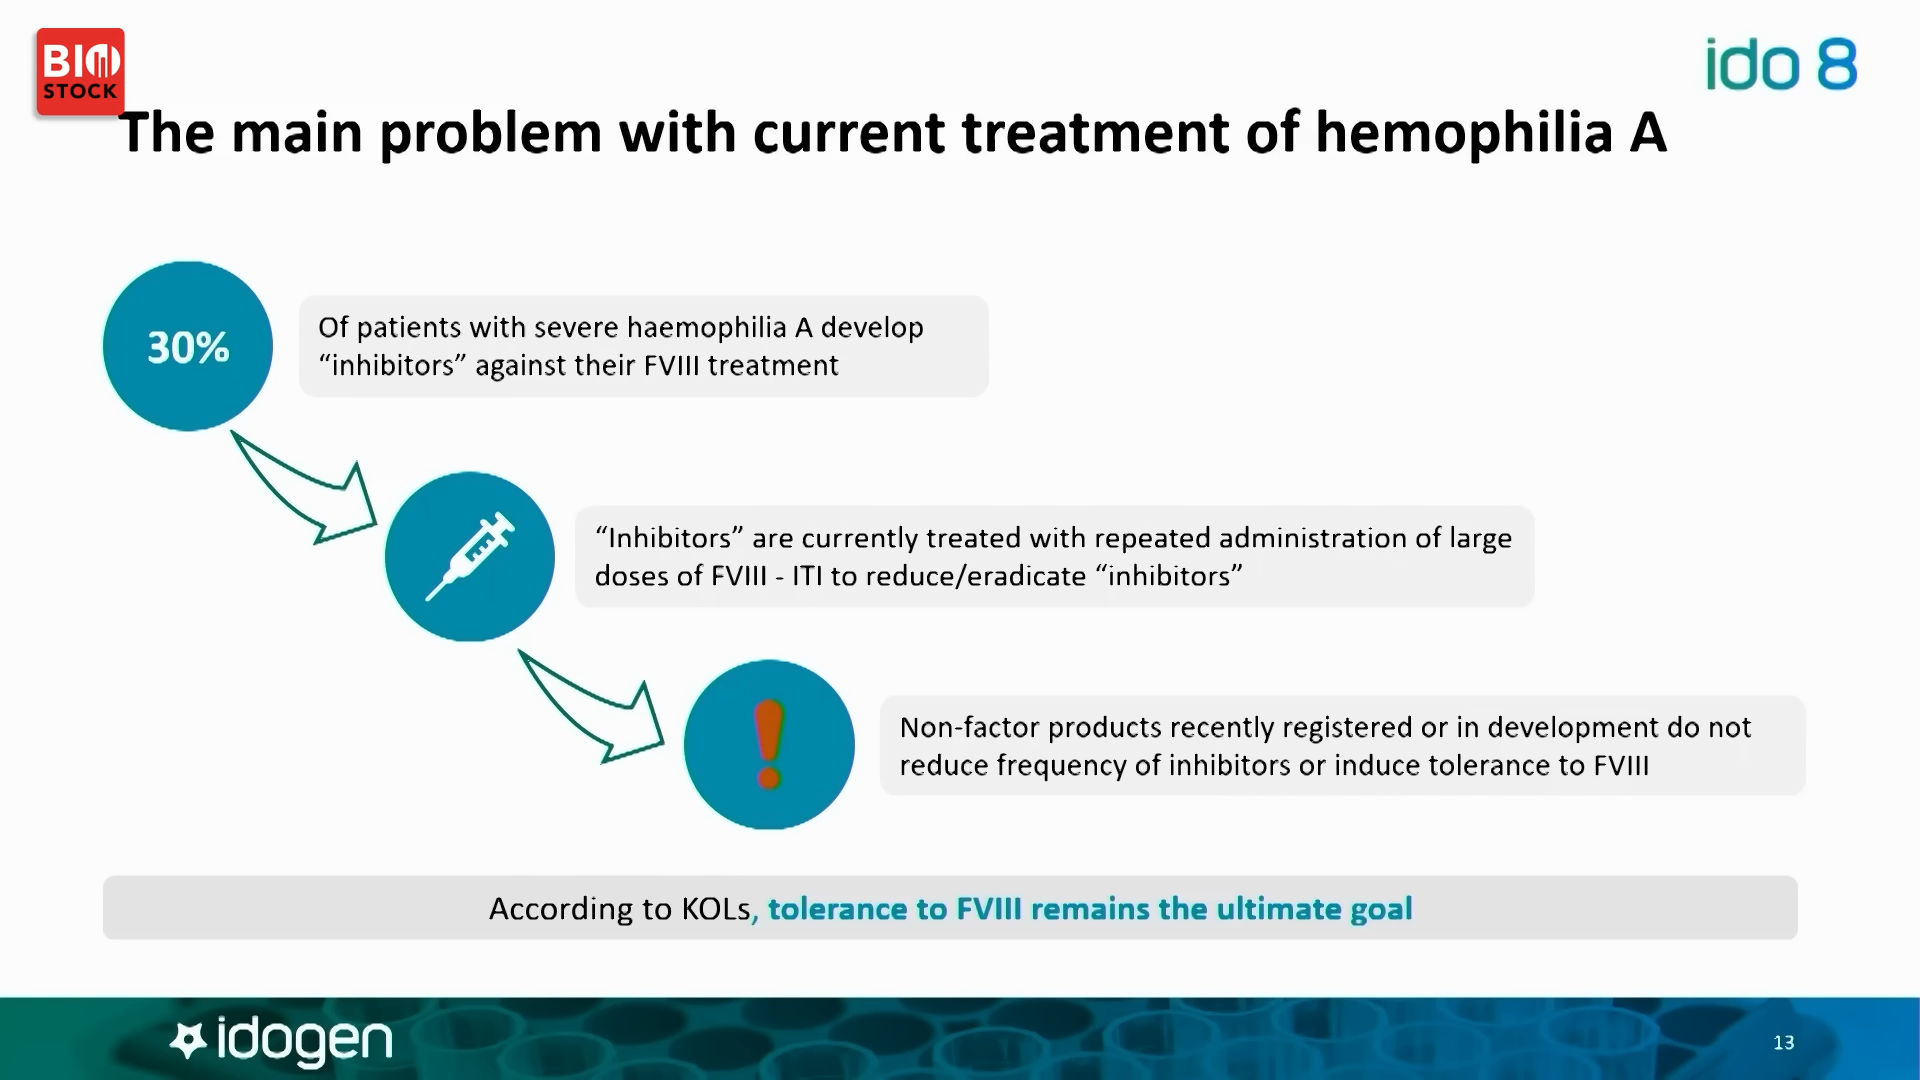 BIO
STOCK
ido 8
The main problem with current treatment of hemophilia A
30%
Of patients with severe haemophilia A develop
“inhibitors” against their FVIII treatment
“Inhibitors” are currently treated with repeated administration of large
doses of FVIII - ITI to reduce/eradicate “inhibitors”
!
Non-factor products recently registered or in development do not
reduce frequency of inhibitors or induce tolerance to FVIII
According to KOLs, tolerance to FVIII remains the ultimate goal
idogen
13